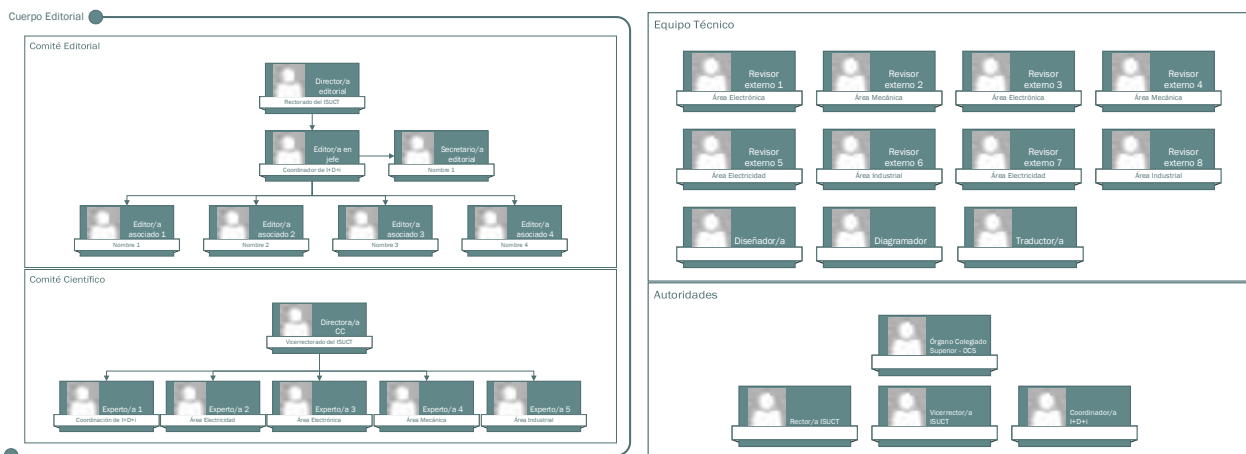 Cuerpo Editorial
Comité Editorial
Director/a
editorial
Rectorado del ISUCT
Editor/a en
jefe
Coordinador de I+D+i
Secretario/a
editorial
Nombre 1
Editor/a
asociado 1
Nombre 1
Editor/a
asociado 2
Nombre 2
Editor/a
asociado 3
Nombre 3
Editor/a
asociado 4
Nombre 4
Comité Científico
Directora/a
CC
Vicerrectorado del ISUCT
Experto/a 1
Coordinación de I+D+i
Experto/a 2
Área Electricidad
Experto/a 3
Área Electrónica
Experto/a 4
Área Mecánica
Experto/a 5
Área Industrial
Equipo Técnico
Revisor
externo 1
Área Electrónica
Revisor
externo 2
Área Mecánica
Revisor
externo 3
Área Electrónica
Revisor
externo 4
Área Mecánica
Revisor
externo 5
Área Electricidad
Revisor
externo 6
Área Industrial
Revisor
externo 7
Área Electricidad
Revisor
externo 8
Área Industrial
Diseñador/a
Diagramador
Traductor/a
Autoridades
Órgano Colegiado
Superior - OCS
Rector/a ISUCT
Vicerrector/a
ISUCT
Coordinador/a
I+D+i